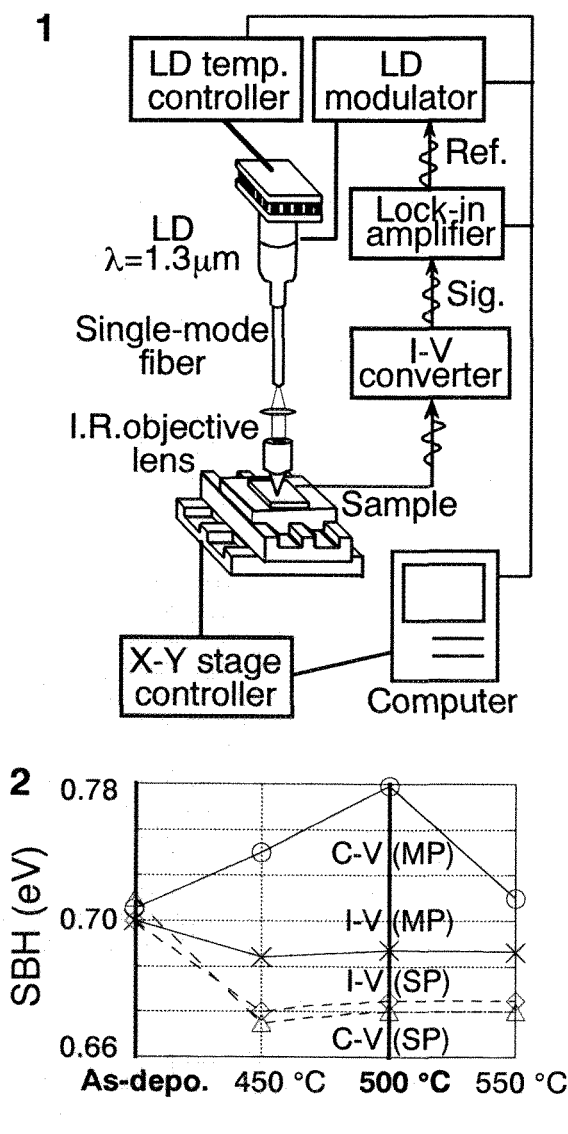 1
LD temp.
controller
LD
modulator
Ref.
Lock-in
amplifier
LD
λ=1.3μm
Sig.
Single-mode
fiber
I-V
converter
I.R.objective
lens
Sample
X-Y stage
controller
Computer
2
0.78
C-V (MP)
SBH (eV)
0.70
I-V (MP)
I-V (SP)
C-V (SP)
0.66
As-depo. 450 °C 500 °C 550 °C